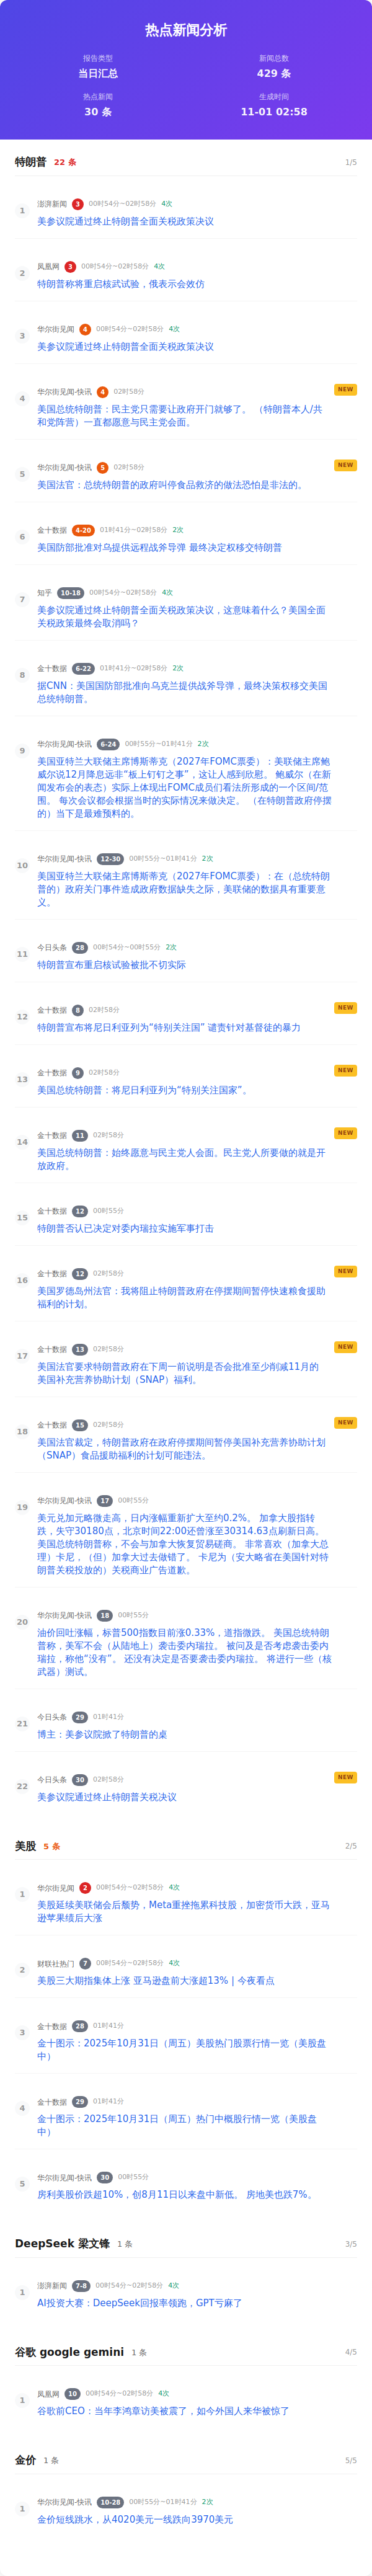 热点新闻分析
报告类型
当日汇总
新闻总数
429 条
热点新闻
30 条
生成时间
11-01 02:58
特朗普 22 条 1/5
1
澎湃新闻 3 00时54分~02时58分 4次
美参议院通过终止特朗普全面关税政策决议
2
凤凰网 3 00时54分~02时58分 4次
特朗普称将重启核武试验，俄表示会效仿
3
华尔街见闻 4 00时54分~02时58分 4次
美参议院通过终止特朗普全面关税政策决议
4
华尔街见闻-快讯 4 02时58分 NEW
美国总统特朗普：民主党只需要让政府开门就够了。 （特朗普本人/共
和党阵营）一直都愿意与民主党会面。
5
华尔街见闻-快讯 5 02时58分 NEW
美国法官：总统特朗普的政府叫停食品救济的做法恐怕是非法的。
6
金十数据 4-20 01时41分~02时58分 2次
美国防部批准对乌提供远程战斧导弹 最终决定权移交特朗普
7
知乎 10-18 00时54分~02时58分 4次
美参议院通过终止特朗普全面关税政策决议，这意味着什么？美国全面
关税政策最终会取消吗？
8
金十数据 6-22 01时41分~02时58分 2次
据CNN：美国国防部批准向乌克兰提供战斧导弹，最终决策权移交美国
总统特朗普。
9
华尔街见闻-快讯 6-24 00时55分~01时41分 2次
美国亚特兰大联储主席博斯蒂克（2027年FOMC票委）：美联储主席鲍
威尔说12月降息远非“板上钉钉之事”，这让人感到欣慰。 鲍威尔（在新
闻发布会的表态）实际上体现出FOMC成员们看法所形成的一个区间/范
围。 每次会议都会根据当时的实际情况来做决定。 （在特朗普政府停摆
的）当下是最难预料的。
10
华尔街见闻-快讯 12-30 00时55分~01时41分 2次
美国亚特兰大联储主席博斯蒂克（2027年FOMC票委）：在（总统特朗
普的）政府关门事件造成政府数据缺失之际，美联储的数据具有重要意
义。
11
今日头条 28 00时54分~00时55分 2次
特朗普宣布重启核试验被批不切实际
12
金十数据 8 02时58分 NEW
特朗普宣布将尼日利亚列为“特别关注国” 谴责针对基督徒的暴力
13
金十数据 9 02时58分 NEW
美国总统特朗普：将尼日利亚列为“特别关注国家”。
14
金十数据 11 02时58分 NEW
美国总统特朗普：始终愿意与民主党人会面。民主党人所要做的就是开
放政府。
15
金十数据 12 00时55分
特朗普否认已决定对委内瑞拉实施军事打击
16
金十数据 12 02时58分 NEW
美国罗德岛州法官：我将阻止特朗普政府在停摆期间暂停快速粮食援助
福利的计划。
17
金十数据 13 02时58分 NEW
美国法官要求特朗普政府在下周一前说明是否会批准至少削减11月的
美国补充营养协助计划（SNAP）福利。
18
金十数据 15 02时58分 NEW
美国法官裁定，特朗普政府在政府停摆期间暂停美国补充营养协助计划
（SNAP）食品援助福利的计划可能违法。
19
华尔街见闻-快讯 17 00时55分
美元兑加元略微走高，日内涨幅重新扩大至约0.2%。 加拿大股指转
跌，失守30180点，北京时间22:00还曾涨至30314.63点刷新日高。
美国总统特朗普称，不会与加拿大恢复贸易磋商。 非常喜欢（加拿大总
理）卡尼，（但）加拿大过去做错了。 卡尼为（安大略省在美国针对特
朗普关税投放的）关税商业广告道歉。
20
华尔街见闻-快讯 18 00时55分
油价回吐涨幅，标普500指数目前涨0.33%，道指微跌。 美国总统特朗
普称，美军不会（从陆地上）袭击委内瑞拉。 被问及是否考虑袭击委内
瑞拉，称他“没有”。 还没有决定是否要袭击委内瑞拉。 将进行一些（核
武器）测试。
21
今日头条 29 01时41分
博主：美参议院掀了特朗普的桌
22
今日头条 30 02时58分 NEW
美参议院通过终止特朗普关税决议
美股 5 条 2/5
1
华尔街见闻 2 00时54分~02时58分 4次
美股延续美联储会后颓势，Meta重挫拖累科技股，加密货币大跌，亚马
逊苹果绩后大涨
2
财联社热门 7 00时54分~02时58分 4次
美股三大期指集体上涨 亚马逊盘前大涨超13% | 今夜看点
3
金十数据 28 01时41分
金十图示：2025年10月31日（周五）美股热门股票行情一览（美股盘
中）
4
金十数据 29 01时41分
金十图示：2025年10月31日（周五）热门中概股行情一览（美股盘
中）
5
华尔街见闻-快讯 30 00时55分
房利美股价跌超10%，创8月11日以来盘中新低。 房地美也跌7%。
DeepSeek 梁文锋 1 条 3/5
1
澎湃新闻 7-8 00时54分~02时58分 4次
AI投资大赛：DeepSeek回报率领跑，GPT亏麻了
谷歌 google gemini 1 条 4/5
1
凤凰网 10 00时54分~02时58分 4次
谷歌前CEO：当年李鸿章访美被震了，如今外国人来华被惊了
金价 1 条 5/5
1
华尔街见闻-快讯 10-28 00时55分~01时41分 2次
金价短线跳水，从4020美元一线跌向3970美元